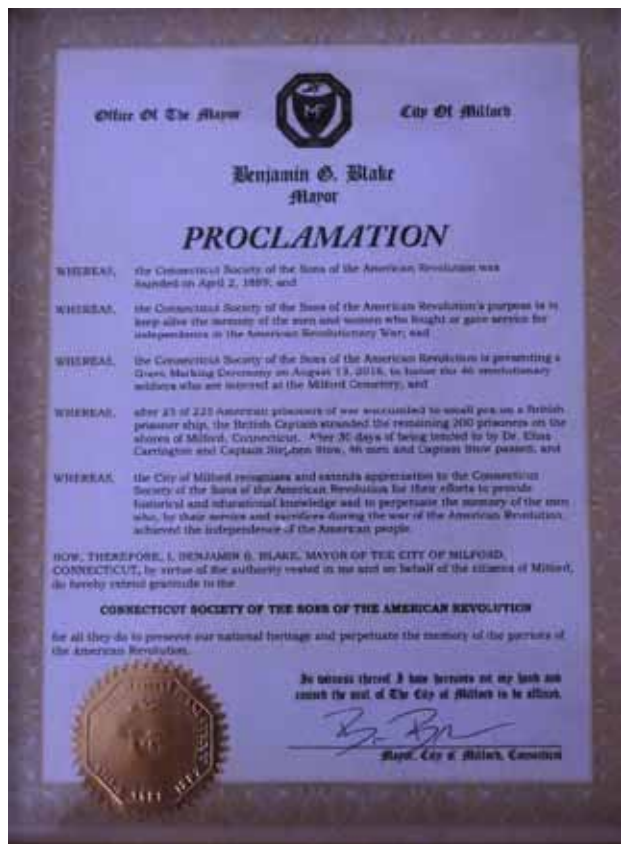 Office Of The Mayor
City Of Milford
Benjamin G. Blake
Mayor
PROCLAMATION
WHEREAS, the Connecticut Society of the Sons of the American Revolution was
founded on April 2, 1889; and
WHEREAS, the Connecticut Society of the Sons of the American Revolution's purpose is to
keep alive the memory of the men and women who fought or gave service for
independence in the American Revolutionary War; and
WHEREAS, the Connecticut Society of the Sons of the American Revolution is presenting a
Grave Marking Ceremony on August 13, 2016, to honor the 46 revolutionary
soldiers who are interred at the Milford Cemetery; and
WHEREAS, after 25 of 225 American prisoners of war succumbed to small pox on a British
prisoner ship, the British Captain stranded the remaining 200 prisoners on the
shores of Milford, Connecticut. After 30 days of being tended to by Dr. Elias
Carrington and Captain Stephen Stow, 46 men and Captain Stow passed; and
WHEREAS, the City of Milford recognizes and extends appreciation to the Connecticut
Society of the Sons of the American Revolution for their efforts to provide
historical and educational knowledge and to perpetuate the memory of the men
who, by their service and sacrifices during the war of the American Revolution,
achieved the independence of the American people.
NOW, THEREFORE, I, BENJAMIN G. BLAKE, MAYOR OF THE CITY OF MILFORD,
CONNECTICUT, by virtue of the authority vested in me and on behalf of the citizens of Milford,
do hereby extend gratitude to the
CONNECTICUT SOCIETY OF THE SONS OF THE AMERICAN REVOLUTION
for all they do to preserve our national heritage and perpetuate the memory of the patriots of
the American Revolution.
In witness thereof I have hereunto set my hand and
caused the seal of The City of Milford to be affixed.
Mayor, City of Milford, Connecticut